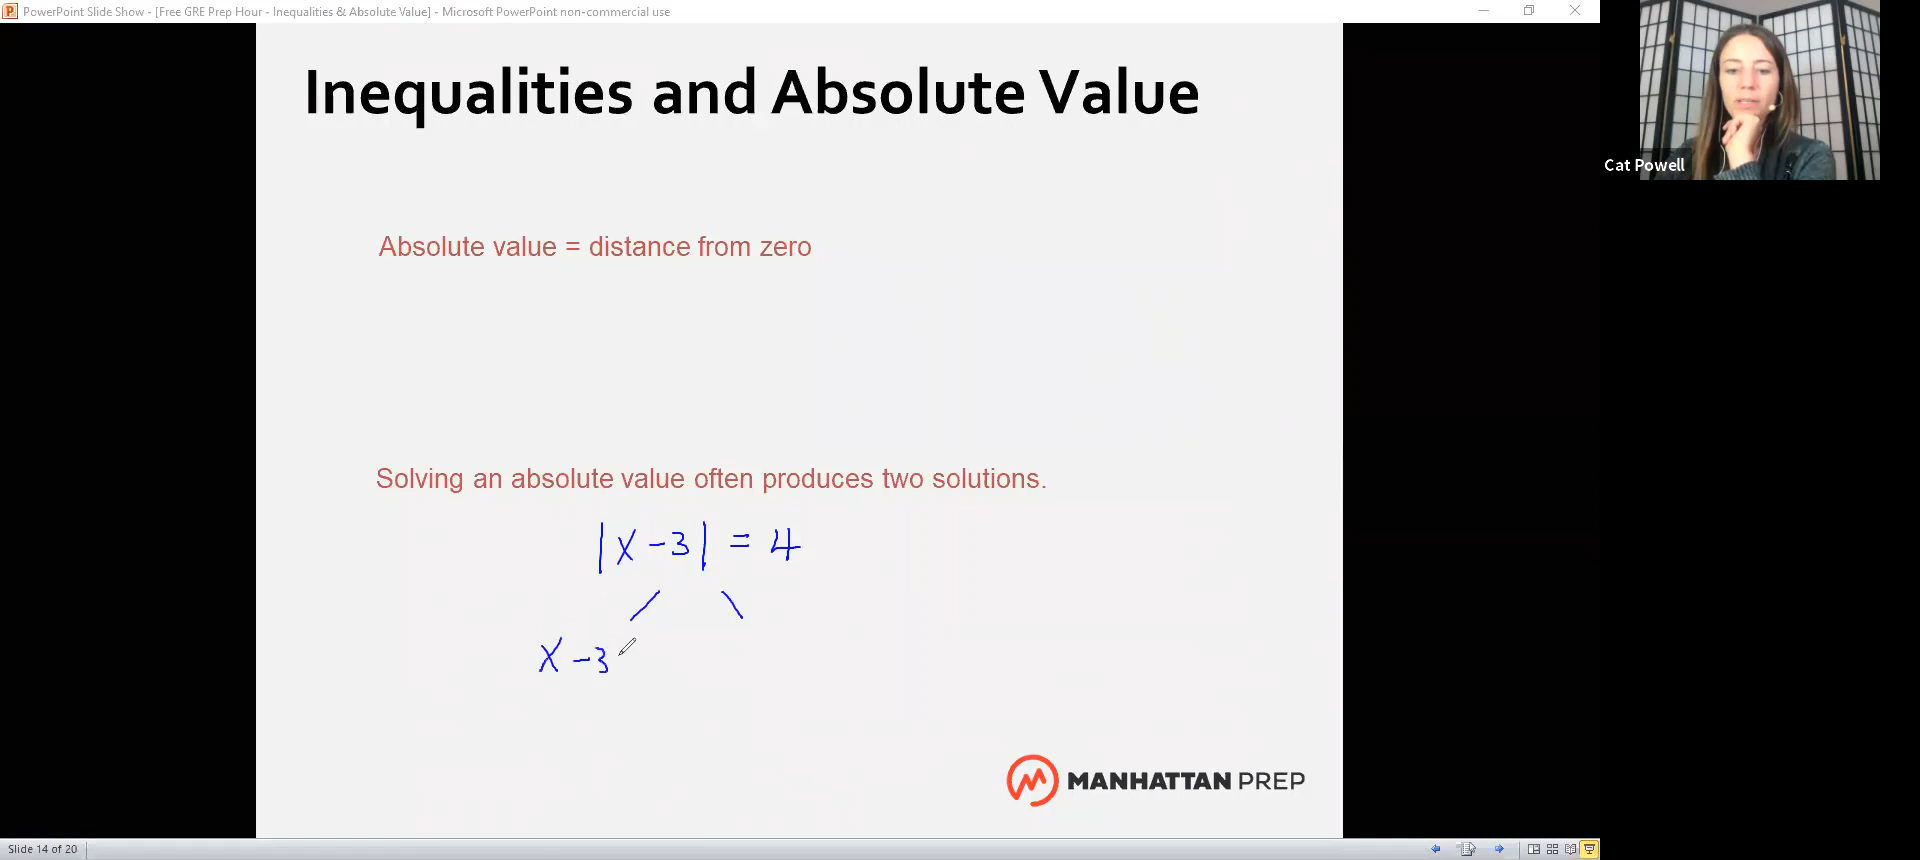 PowerPoint Slide Show - [Free GRE Prep Hour - Inequalities & Absolute Value] - Microsoft PowerPoint non-commercial use
Inequalities and Absolute Value
Cat Powell
Absolute value = distance from zero
Solving an absolute value often produces two solutions.
|x-3| = 4
x-3
MANHATTAN PREP
Slide 14 of 20